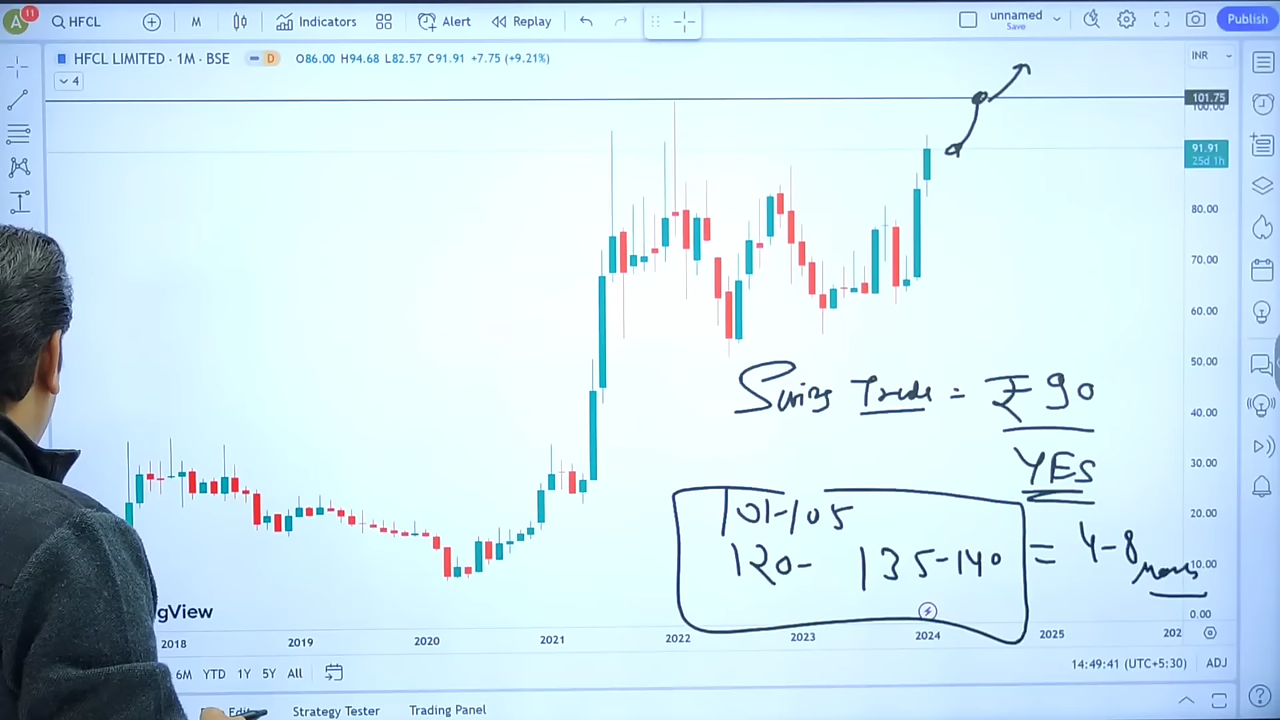 A 11 HFCL M Indicators Alert Replay unnamed Save Publish
HFCL LIMITED · 1M · BSE D O86.00 H94.68 L82.57 C91.91 +7.75 (+9.21%) INR
4
101.75
100.00
91.91
25d 1h
80.00
70.00
60.00
50.00
40.00
30.00
20.00
10.00
0.00
Swing Trade = ₹ 90
YES
101-105
120- 135-140 = 4-8
gView
2018 2019 2020 2021 2022 2023 2024 2025 202
6M YTD 1Y 5Y All 14:49:41 (UTC+5:30) ADJ
Strategy Tester Trading Panel